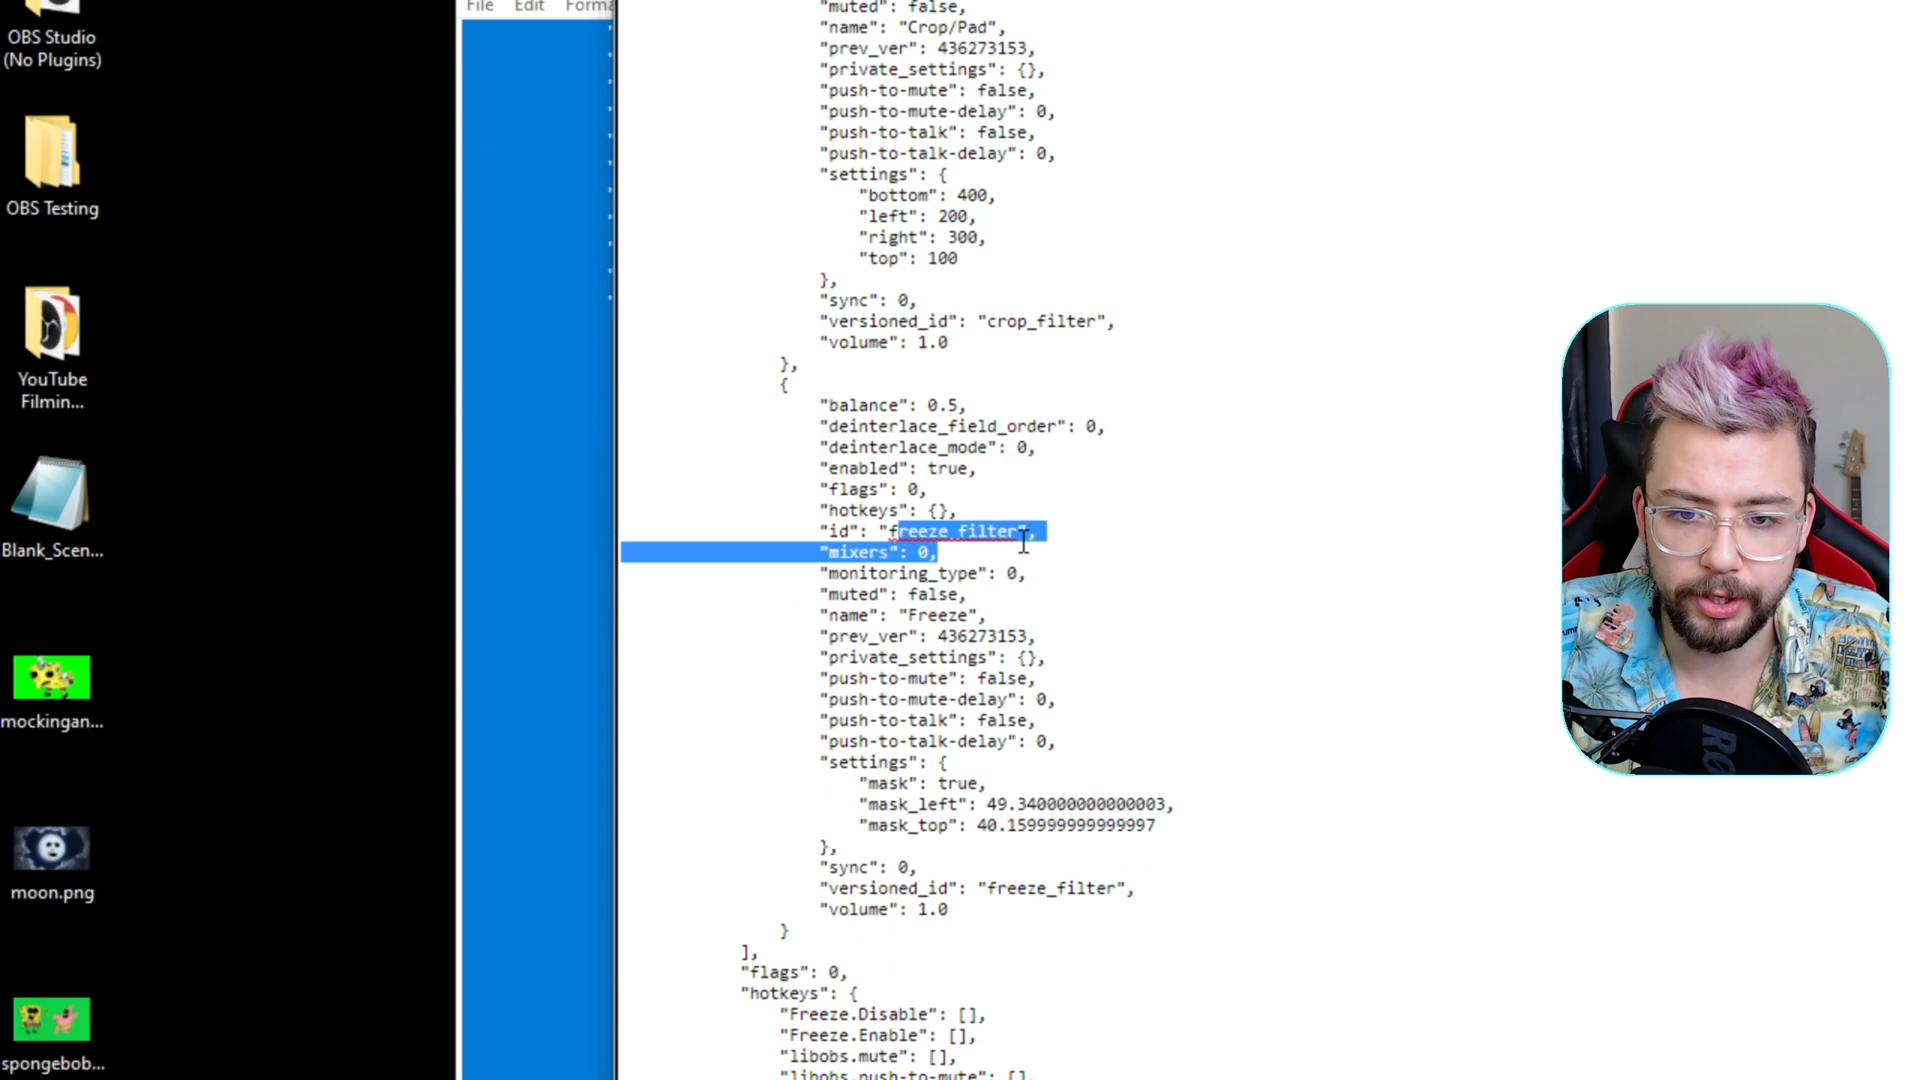 OBS Studio
(No Plugins)
OBS Testing
YouTube
Filmin...
Blank_Scen...
mockingan...
moon.png
spongebob...
File Edit Forma
"muted": false,
"name": "Crop/Pad",
"prev_ver": 436273153,
"private_settings": {},
"push-to-mute": false,
"push-to-mute-delay": 0,
"push-to-talk": false,
"push-to-talk-delay": 0,
"settings": {
"bottom": 400,
"left": 200,
"right": 300,
"top": 100
},
"sync": 0,
"versioned_id": "crop_filter",
"volume": 1.0
},
{
"balance": 0.5,
"deinterlace_field_order": 0,
"deinterlace_mode": 0,
"enabled": true,
"flags": 0,
"hotkeys": {},
"id": "freeze_filter",
"mixers": 0,
"monitoring_type": 0,
"muted": false,
"name": "Freeze",
"prev_ver": 436273153,
"private_settings": {},
"push-to-mute": false,
"push-to-mute-delay": 0,
"push-to-talk": false,
"push-to-talk-delay": 0,
"settings": {
"mask": true,
"mask_left": 49.340000000000003,
"mask_top": 40.159999999999997
},
"sync": 0,
"versioned_id": "freeze_filter",
"volume": 1.0
}
],
"flags": 0,
"hotkeys": {
"Freeze.Disable": [],
"Freeze.Enable": [],
"libobs.mute": [],
"libobs.push-to-mute": [],